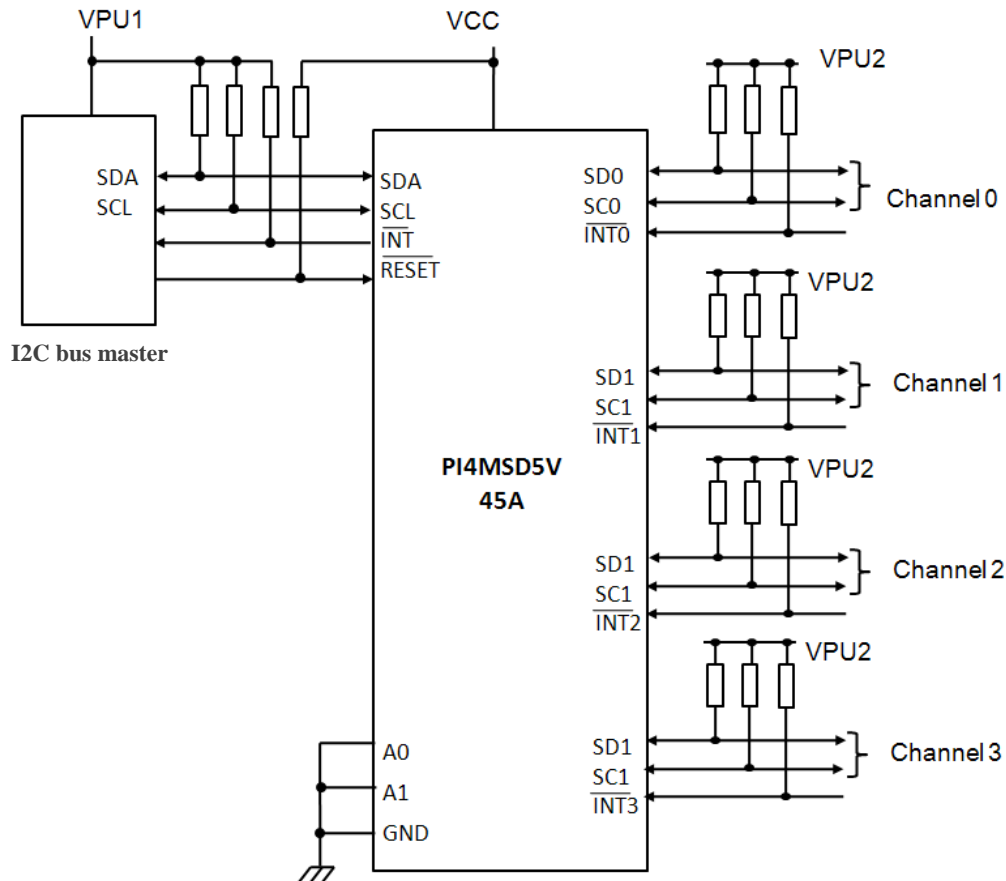 VPU1
VCC
VPU2
SDA
SCL
SDA
SCL
INT
RESET
I2C bus master
SD0
SC0
INT0
Channel 0
VPU2
SD1
SC1
INT1
Channel 1
PI4MSD5V
45A
VPU2
SD1
SC1
INT2
Channel 2
VPU2
SD1
SC1
INT3
Channel 3
A0
A1
GND